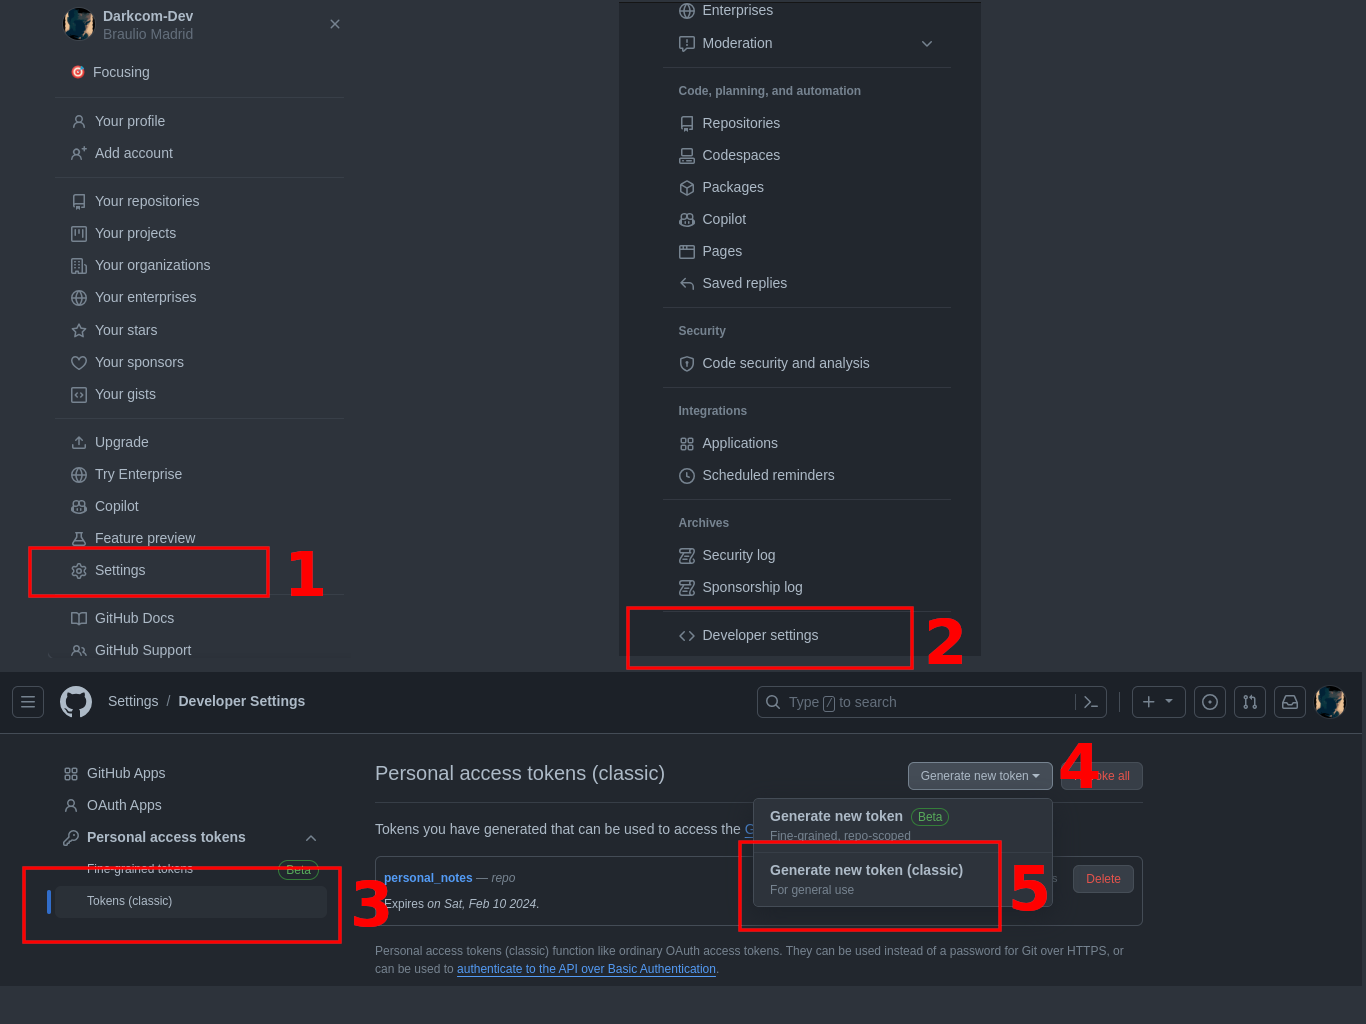 Darkcom-Dev
Braulio Madrid
Focusing
Your profile
Add account
Your repositories
Your projects
Your organizations
Your enterprises
Your stars
Your sponsors
Your gists
Upgrade
Try Enterprise
Copilot
Feature preview
Settings
1
GitHub Docs
GitHub Support
Enterprises
Moderation
Code, planning, and automation
Repositories
Codespaces
Packages
Copilot
Pages
Saved replies
Security
Code security and analysis
Integrations
Applications
Scheduled reminders
Archives
Security log
Sponsorship log
Developer settings
2
Settings / Developer Settings
Type / to search
GitHub Apps
OAuth Apps
Personal access tokens
Fine-grained tokens Beta
Tokens (classic)
3
Personal access tokens (classic)
Generate new token
4
all
Tokens you have generated that can be used to access the G
Generate new token Beta
Fine-grained, repo-scoped
Generate new token (classic)
For general use
5
personal_notes — repo
Delete
Expires on Sat, Feb 10 2024.
Personal access tokens (classic) function like ordinary OAuth access tokens. They can be used instead of a password for Git over HTTPS, or
can be used to authenticate to the API over Basic Authentication.